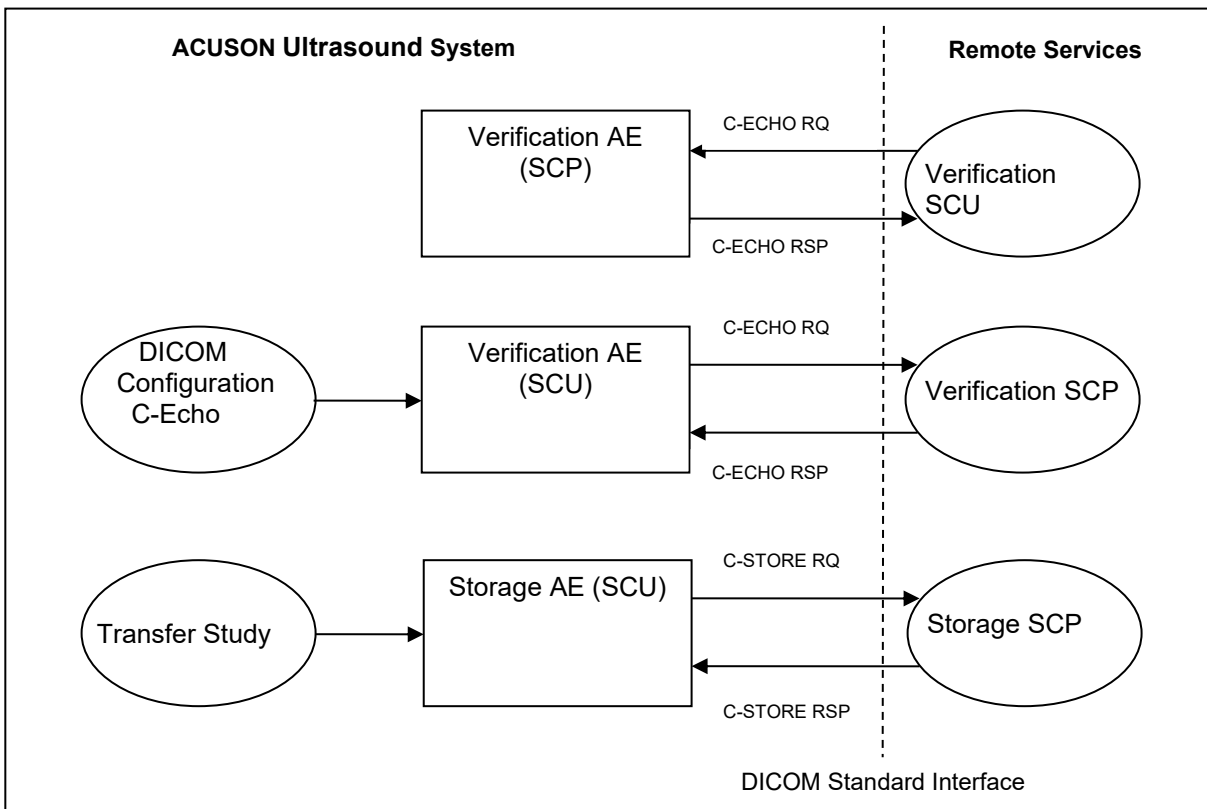 ACUSON Ultrasound System
Remote Services
Verification AE
(SCP)
C-ECHO RQ
C-ECHO RSP
Verification
SCU
DICOM
Configuration
C-Echo
Verification AE
(SCU)
C-ECHO RQ
C-ECHO RSP
Verification SCP
Transfer Study
Storage AE (SCU)
C-STORE RQ
C-STORE RSP
Storage SCP
DICOM Standard Interface